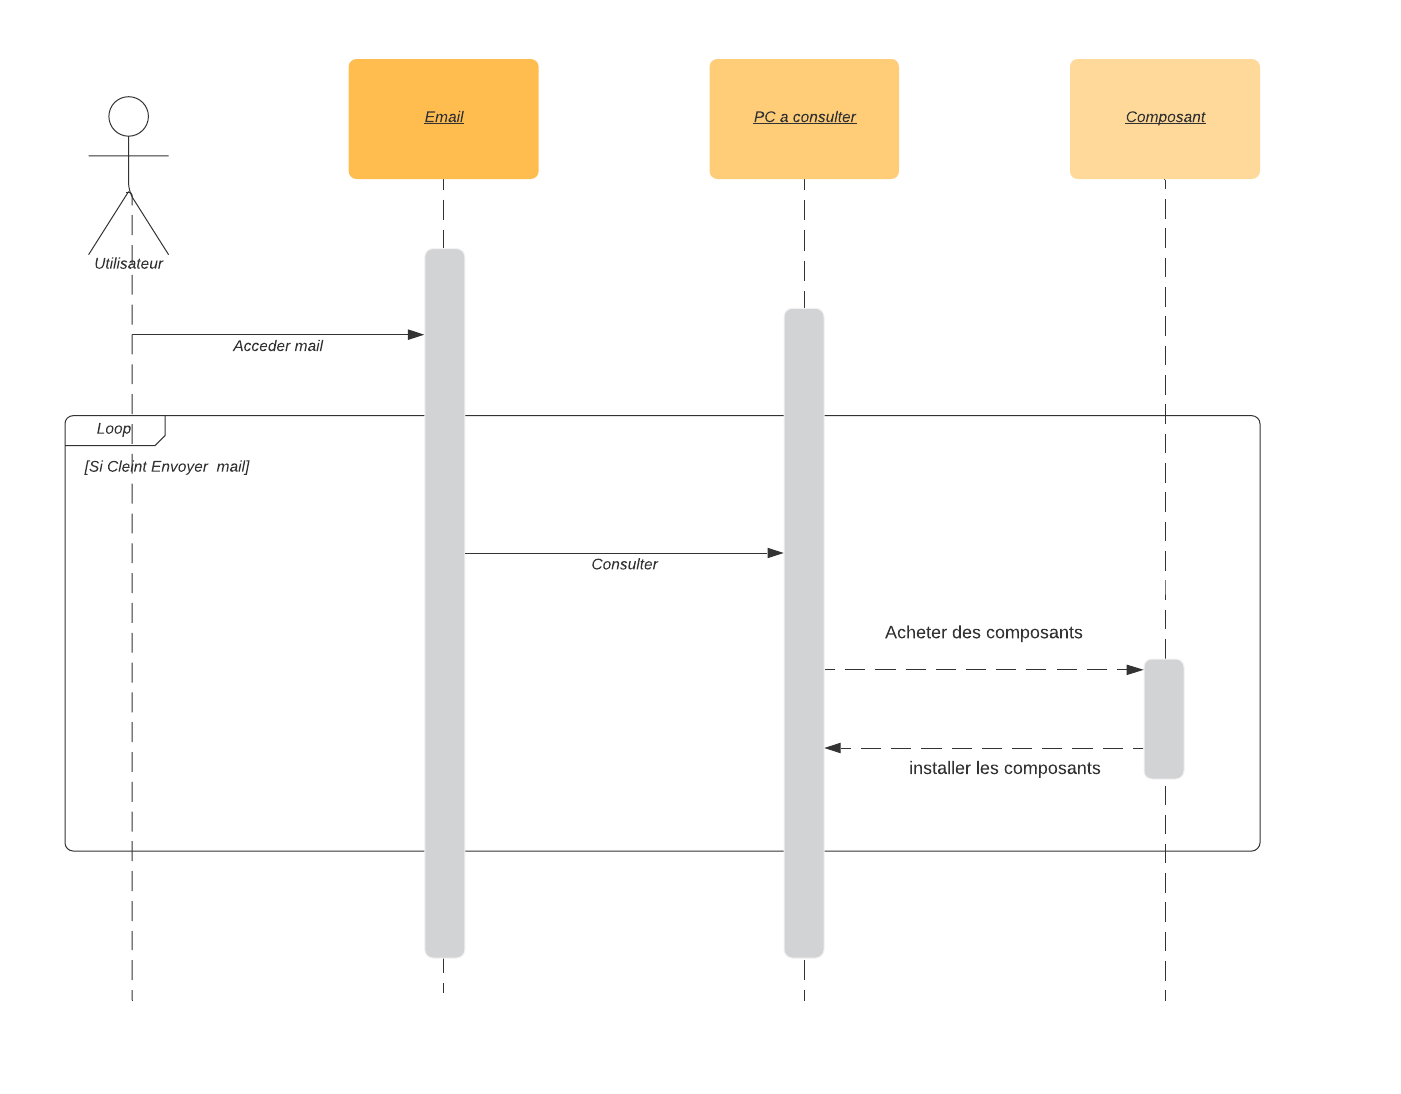 Email
PC a consulter
Composant
Utilisateur
Acceder mail
Loop
[Si Cleint Envoyer  mail]
Consulter
Acheter des composants
installer les composants